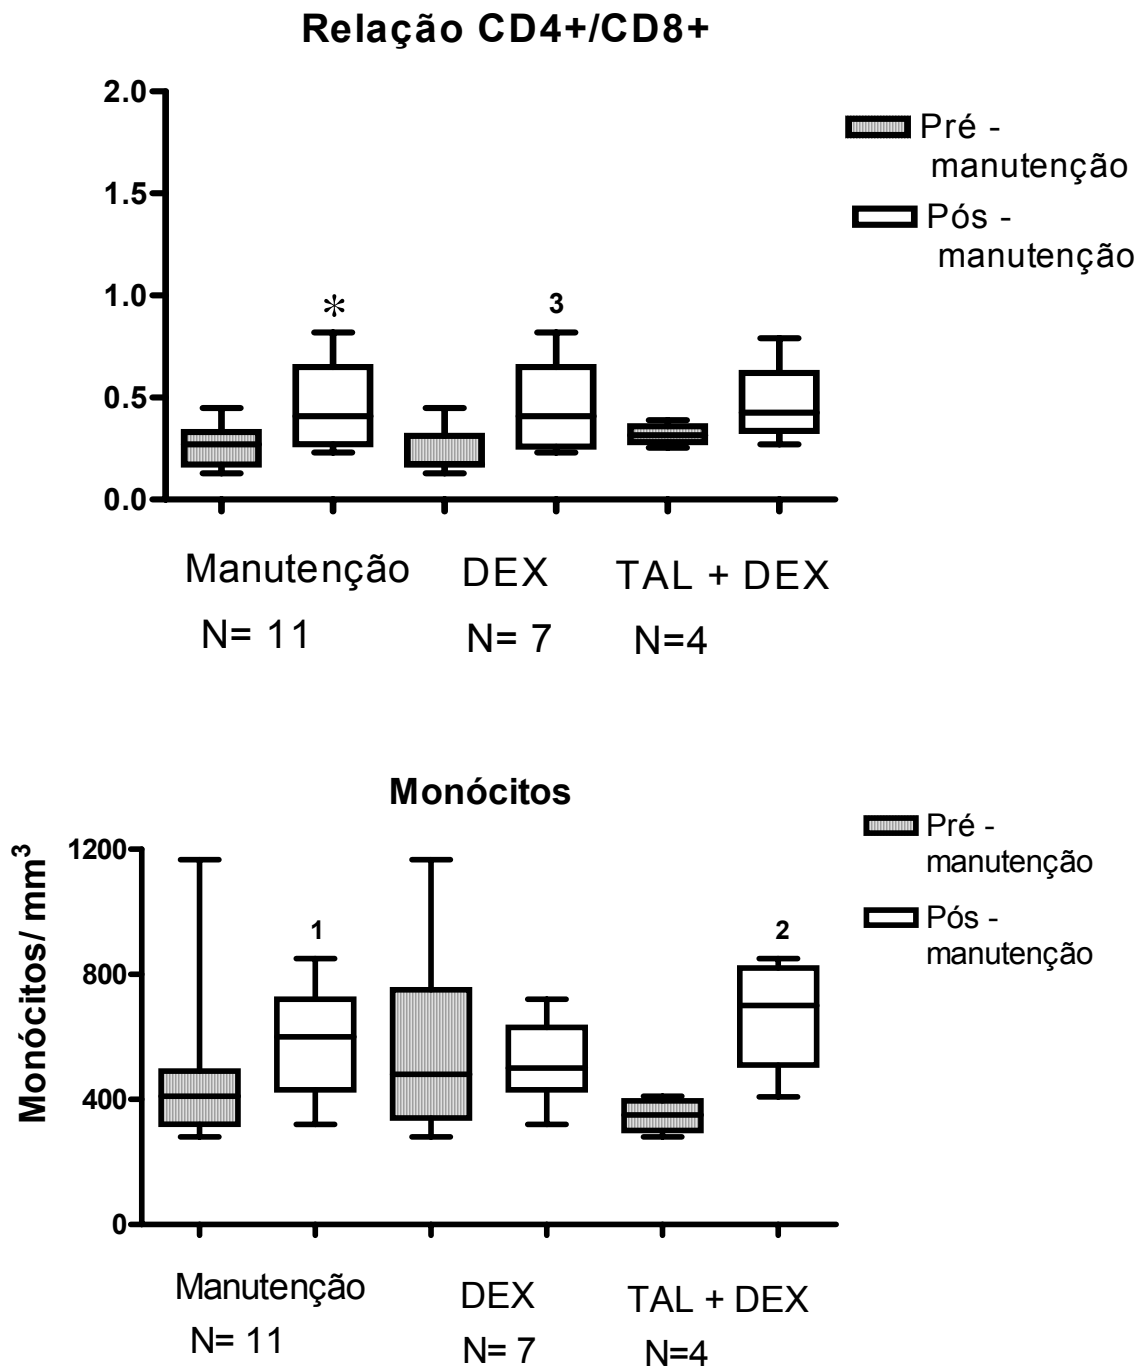 Relação CD4+/CD8+
2.0
1.5
1.0
0.5
0.0
*
3
Pré -
manutenção
Pós -
manutenção
Manutenção DEX TAL + DEX
N= 11 N= 7 N=4
Monócitos
Monócitos/ mm³
1200
800
400
0
1
2
Pré -
manutenção
Pós -
manutenção
Manutenção DEX TAL + DEX
N= 11 N= 7 N=4